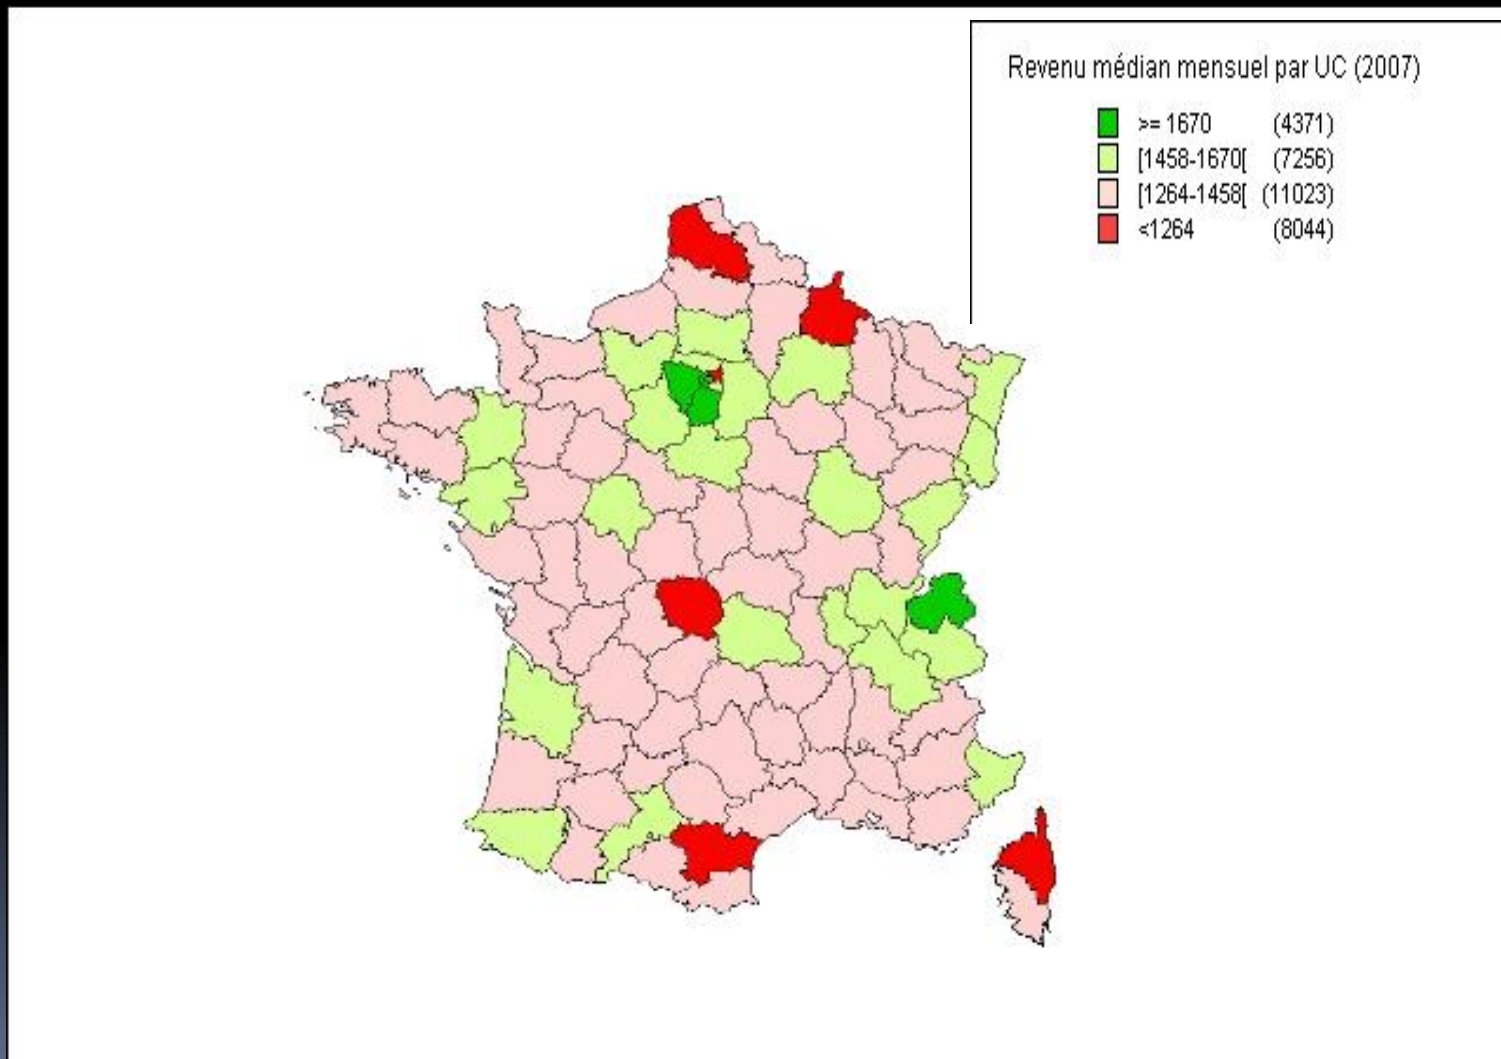 Revenu médian mensuel par UC (2007)
>= 1670 (4371)
[1458-1670[ (7256)
[1264-1458[ (11023)
<1264 (8044)